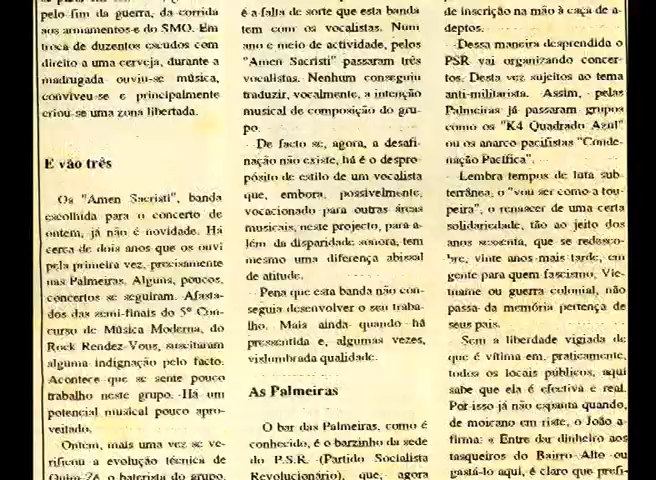 pelo fim da guerra, da corrida
aos armamentos e do SMO. Em
troca de duzentos escudos com
direito a uma cerveja, durante a
madrugada ouviu-se música,
conviveu-se e principalmente
criou-se uma zona libertada.
E vão três
Os "Amen Sacristi", banda
escolhida para o concerto de
ontem, já não é novidade. Há
cerca de dois anos que os ouvi
pela primeira vez, precisamente
nas Palmeiras. Alguns, poucos,
concertos se seguiram. Afasta-
dos das semi-finais do 5º Con-
curso de Música Moderna, do
Rock Rendez-Vous, suscitaram
alguma indignação pelo facto.
Acontece que se sente pouco
trabalho neste grupo. Há um
potencial musical pouco apro-
veitado.
Ontem, mais uma vez se ve-
rificou a evolução técnica de
Quim-Zé, o baterista do grupo,
é a falta de sorte que esta banda
tem com os vocalistas. Num
ano e meio de actividade, pelos
"Amen Sacristi" passaram três
vocalistas. Nenhum conseguiu
traduzir, vocalmente, a intenção
musical de composição do gru-
po.
De facto se, agora, a desafi-
nação não existe, há é o despro-
pósito de estilo de um vocalista
que, embora, possivelmente,
vocacionado para outras áreas
musicais, neste projecto, para a-
lém da disparidade sonora, tem
mesmo uma diferença abissal
de atitude.
Pena que esta banda não con-
seguia desenvolver o seu traba-
lho. Mais ainda quando há
pressentida e, algumas vezes,
vislumbrada qualidade.
As Palmeiras
O bar das Palmeiras, como é
conhecido, é o barzinho da sede
do P.S.R. (Partido Socialista
Revolucionário), que, agora
de inscrição na mão à caça de a-
deptos.
Dessa maneira desprendida o
PSR vai organizando concer-
tos. Desta vez sujeitos ao tema
anti-militarista. Assim, pelas
Palmeiras já passaram grupos
como os "K4 Quadrado Azul"
ou os anarco pacifistas "Conde-
nação Pacífica".
Lembra tempos de luta sub-
terrânea, o "vou ser como a tou-
peira", o renascer de uma certa
solidariedade, tão ao jeito dos
anos sessenta, que se redesco-
bre, vinte anos mais tarde, em
gente para quem fascismo, Vie-
tname ou guerra colonial, não
passa da memória pertença de
seus pais.
Sem a liberdade vigiada de
que é vítima em, praticamente,
todos os locais públicos, aqui
sabe que ela é efectiva e real.
Por isso já não espanta quando,
de moicano em riste, o João a-
firma: « Entre dar dinheiro aos
tasqueiros do Bairro Alto ou
gastá-lo aqui, é claro que prefi-